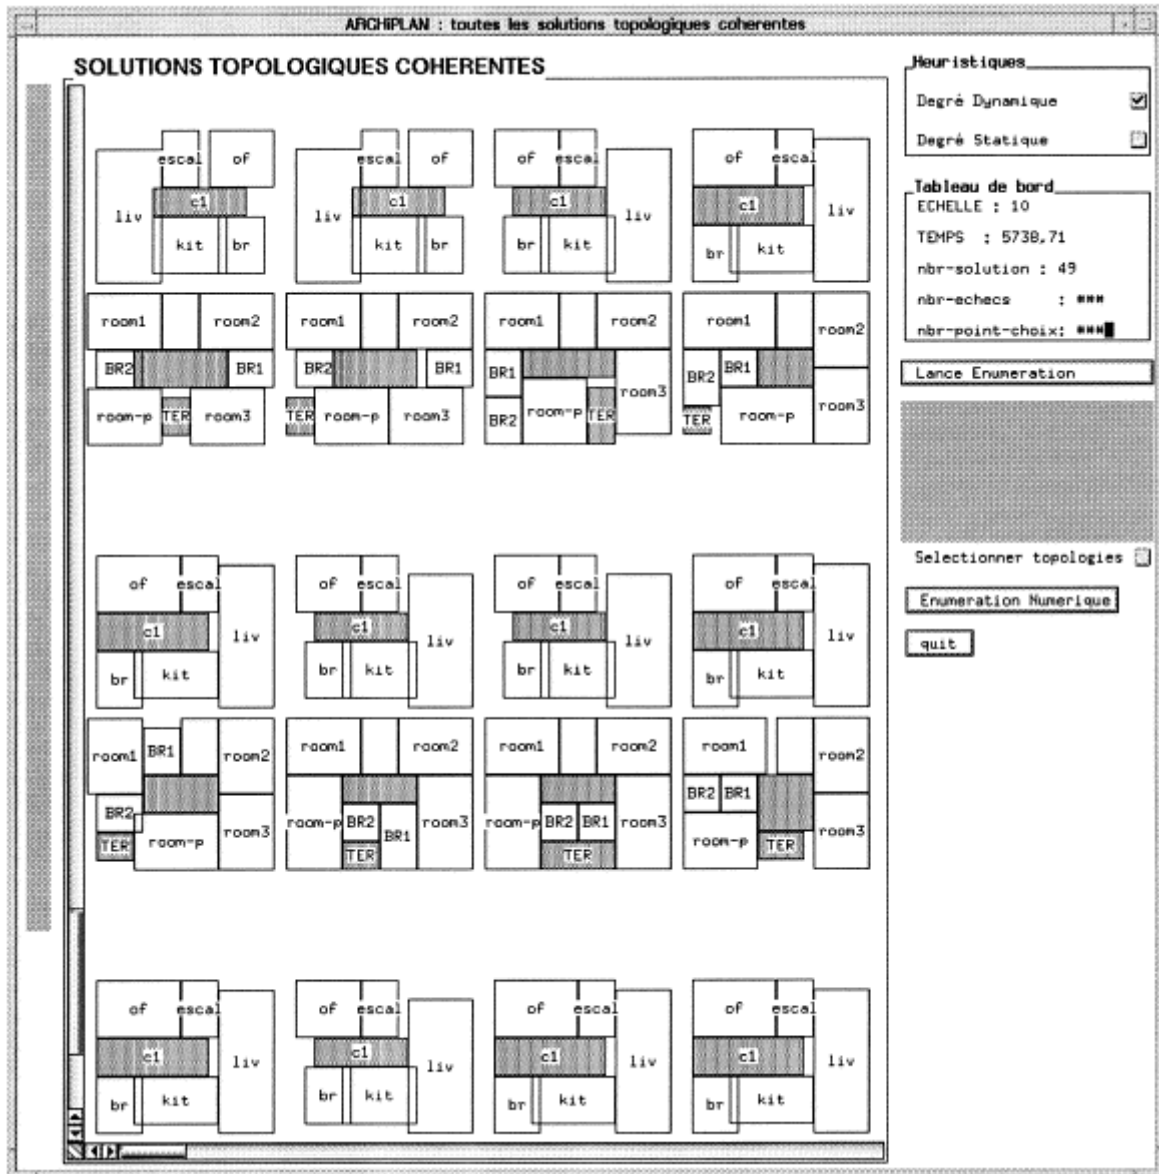 ARCHiPLAN : toutes les solutions topologiques coherentes
SOLUTIONS TOPOLOGIQUES COHERENTES
escal of escal of of escal of escal
liv c1 liv c1 c1 liv c1 liv
kit br kit br br kit br kit
room1 room2 room1 room2 room1 room2 room1 room2
BR2 BR1 BR2 BR1 BR1 room3 BR2 BR1
room-p TER room3 TER room-p room3 BR2 room-p TER TER room-p room3
of escal of escal of escal of escal
c1 liv c1 liv c1 liv c1 liv
br kit br kit br kit br kit
room1 BR1 room2 room1 room2 room1 room2 room1 room2
BR2 room3 room-p BR2 BR1 room3 room-p BR2 BR1 room3 BR2 BR1 room3
TER room-p TER TER room-p TER
of escal of escal of escal of escal
c1 liv c1 liv c1 liv c1 liv
br kit br kit br kit br kit
Heuristiques
Degré Dynamique
Degré Statique
Tableau de bord
ECHELLE : 10
TEMPS : 5738,71
nbr-solution : 49
nbr-echecs : ***
nbr-point-choix: ***
Lance Enumeration
Selectionner topologies
Enumeration Numerique
quit